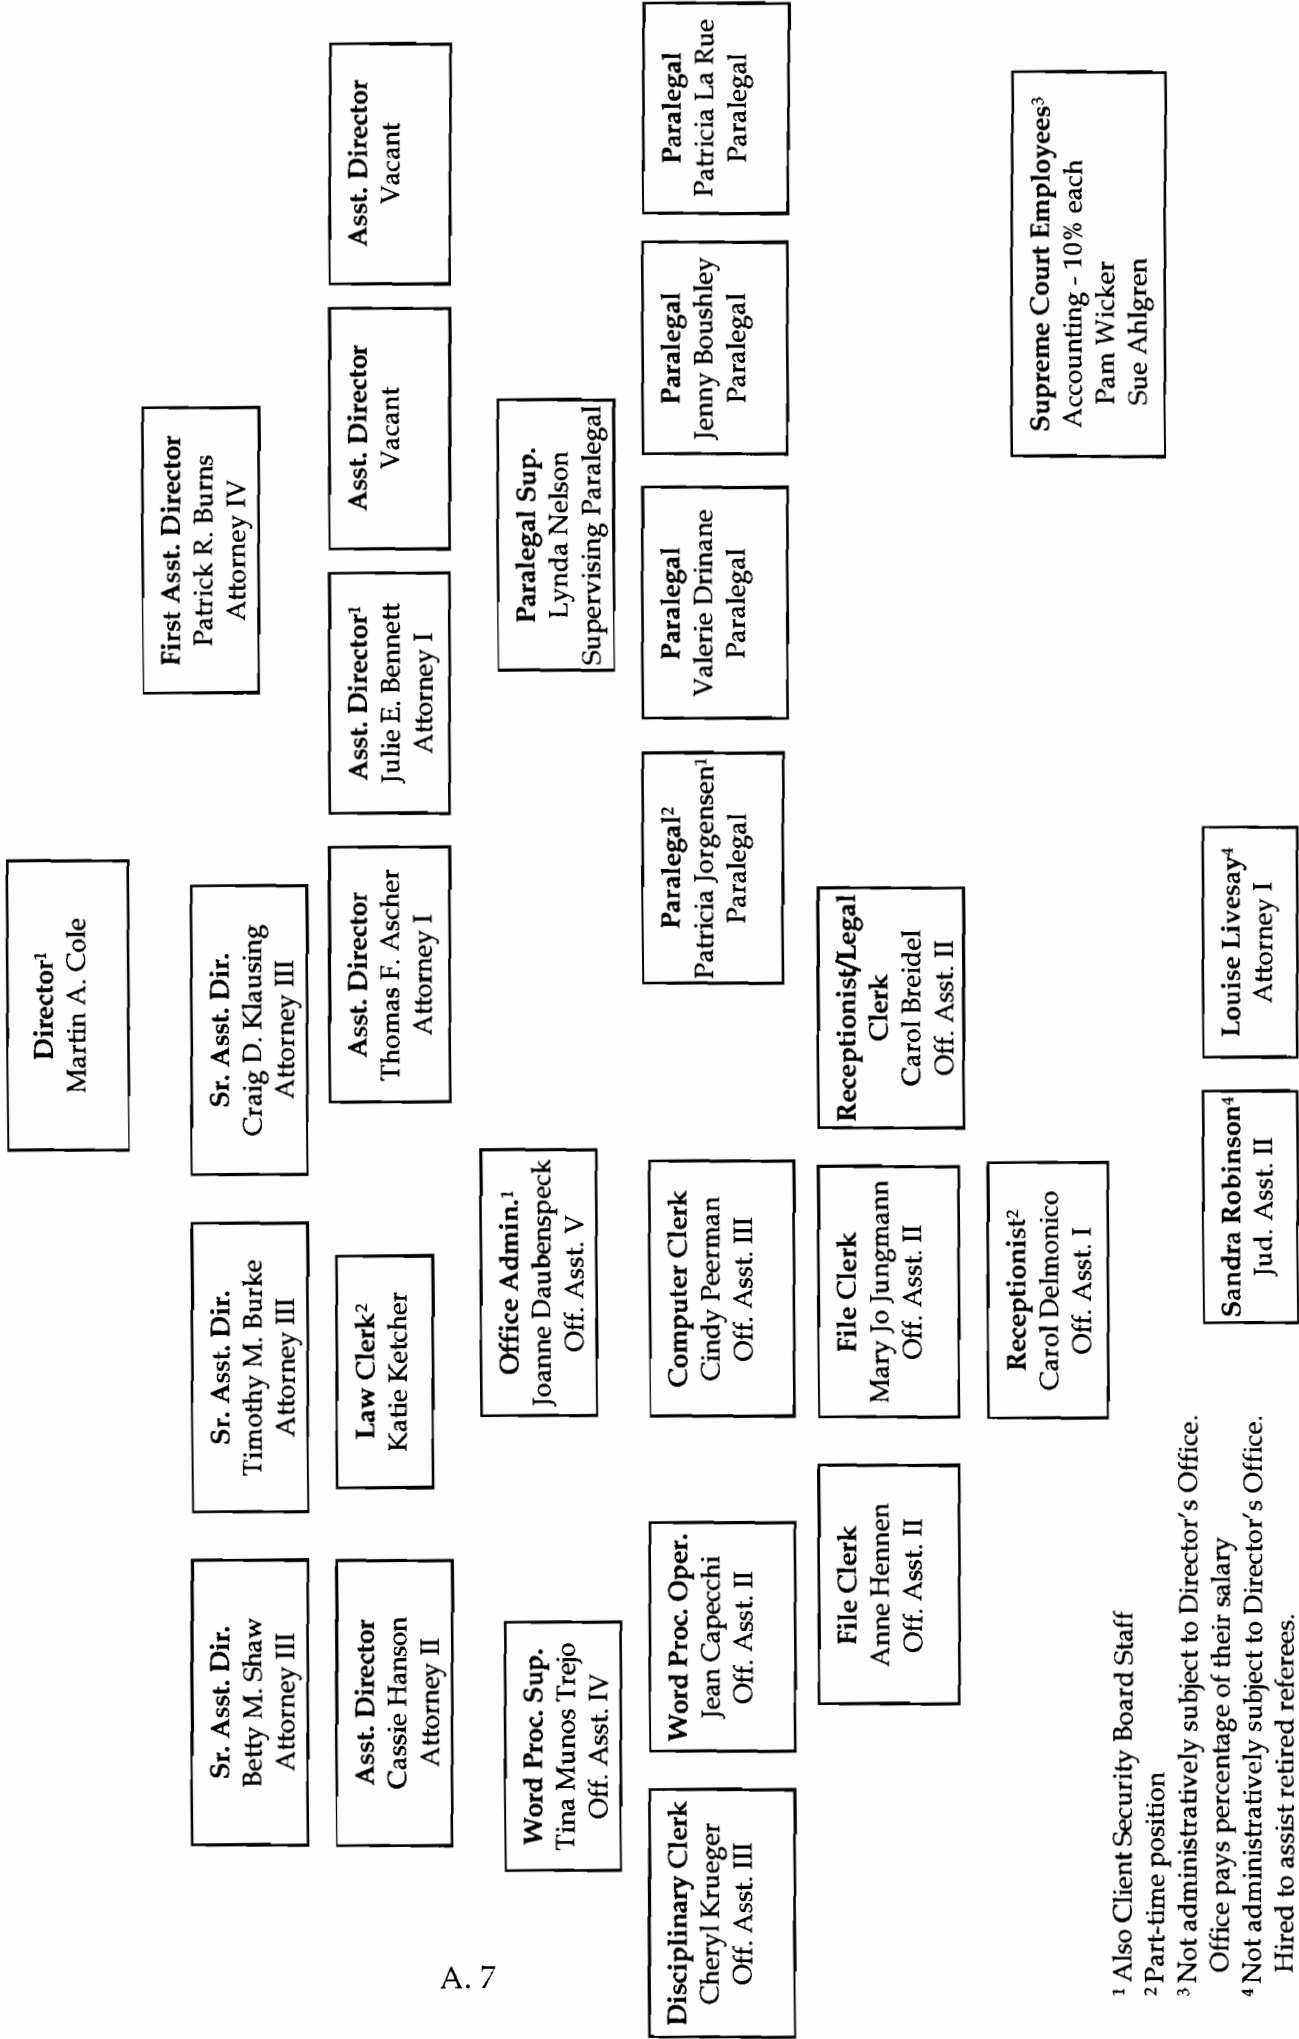 Director¹
Martin A. Cole
First Asst. Director
Patrick R. Burns
Attorney IV
Sr. Asst. Dir.
Betty M. Shaw
Attorney III
Sr. Asst. Dir.
Timothy M. Burke
Attorney III
Sr. Asst. Dir.
Craig D. Klausing
Attorney III
Asst. Director
Cassie Hanson
Attorney II
Law Clerk²
Katie Ketcher
Asst. Director
Thomas F. Ascher
Attorney I
Asst. Director¹
Julie E. Bennett
Attorney I
Asst. Director
Vacant
Asst. Director
Vacant
Word Proc. Sup.
Tina Munos Trejo
Off. Asst. IV
Office Admin.¹
Joanne Daubenspeck
Off. Asst. V
Paralegal Sup.
Lynda Nelson
Supervising Paralegal
Disciplinary Clerk
Cheryl Krueger
Off. Asst. III
Word Proc. Oper.
Jean Capecchi
Off. Asst. II
Computer Clerk
Cindy Peerman
Off. Asst. III
Paralegal²
Patricia Jorgensen¹
Paralegal
Paralegal
Valerie Drinane
Paralegal
Paralegal
Jenny Boushley
Paralegal
Paralegal
Patricia La Rue
Paralegal
File Clerk
Anne Hennen
Off. Asst. II
File Clerk
Mary Jo Jungmann
Off. Asst. II
Receptionist/Legal
Clerk
Carol Breidel
Off. Asst. II
Receptionist²
Carol Delmonico
Off. Asst. I
Supreme Court Employees³
Accounting - 10% each
Pam Wicker
Sue Ahlgren
Sandra Robinson⁴
Jud. Asst. II
Louise Livesay⁴
Attorney I
¹ Also Client Security Board Staff
² Part-time position
³ Not administratively subject to Director's Office.
Office pays percentage of their salary
⁴ Not administratively subject to Director's Office.
Hired to assist retired referees.
A. 7